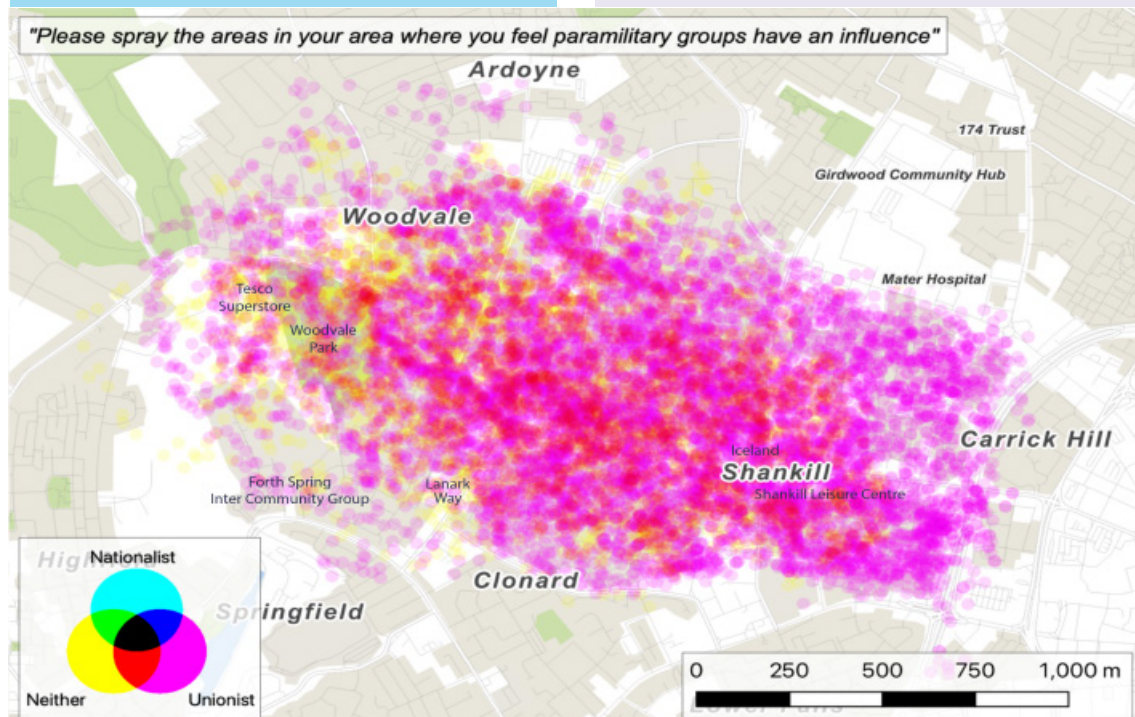 "Please spray the areas in your area where you feel paramilitary groups have an influence"
Ardoyne
174 Trust
Girdwood Community Hub
Woodvale
Mater Hospital
Tesco
Superstore
Woodvale
Park
Carrick Hill
Iceland
Shankill
Shankill Leisure Centre
Forth Spring
Inter Community Group
Lanark
Way
Clonard
Springfield
Nationalist
Neither
Unionist
0 250 500 750 1,000 m